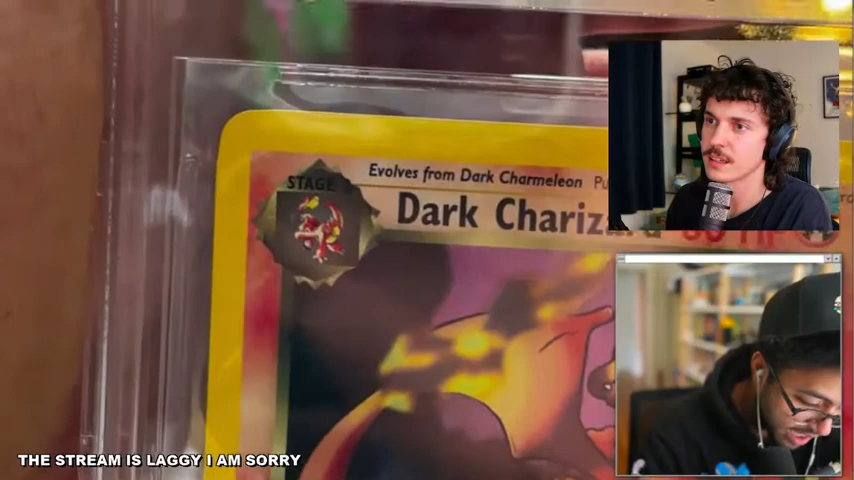 Evolves from Dark Charmeleon
STAGE
Dark Chariz
THE STREAM IS LAGGY I AM SORRY